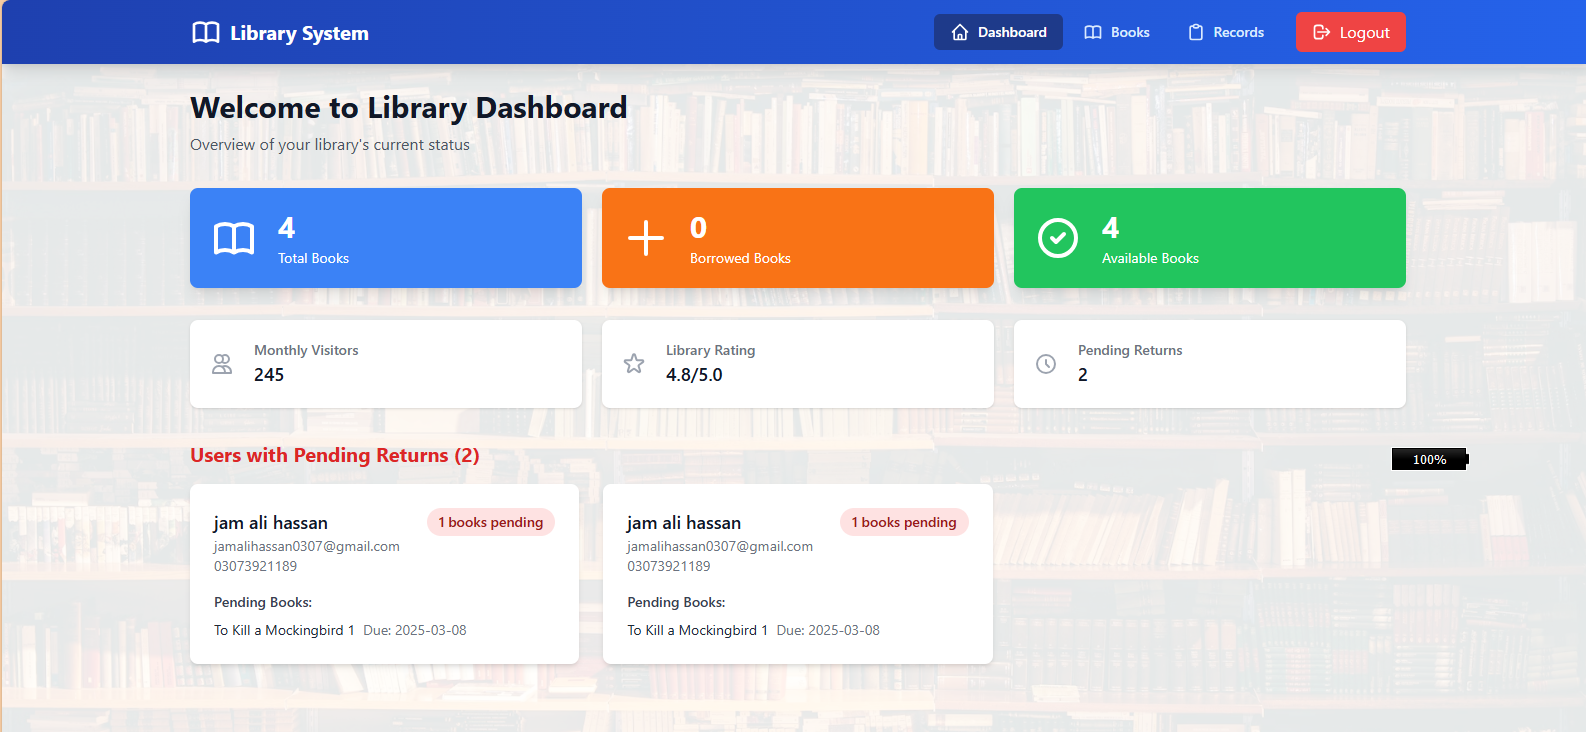 Library System
Dashboard
Books
Records
Logout
Welcome to Library Dashboard
Overview of your library's current status
4
Total Books
0
Borrowed Books
4
Available Books
Monthly Visitors
245
Library Rating
4.8/5.0
Pending Returns
2
Users with Pending Returns (2)
100%
jam ali hassan
1 books pending
jamalihassan0307@gmail.com
03073921189
Pending Books:
To Kill a Mockingbird 1 Due: 2025-03-08
jam ali hassan
1 books pending
jamalihassan0307@gmail.com
03073921189
Pending Books:
To Kill a Mockingbird 1 Due: 2025-03-08